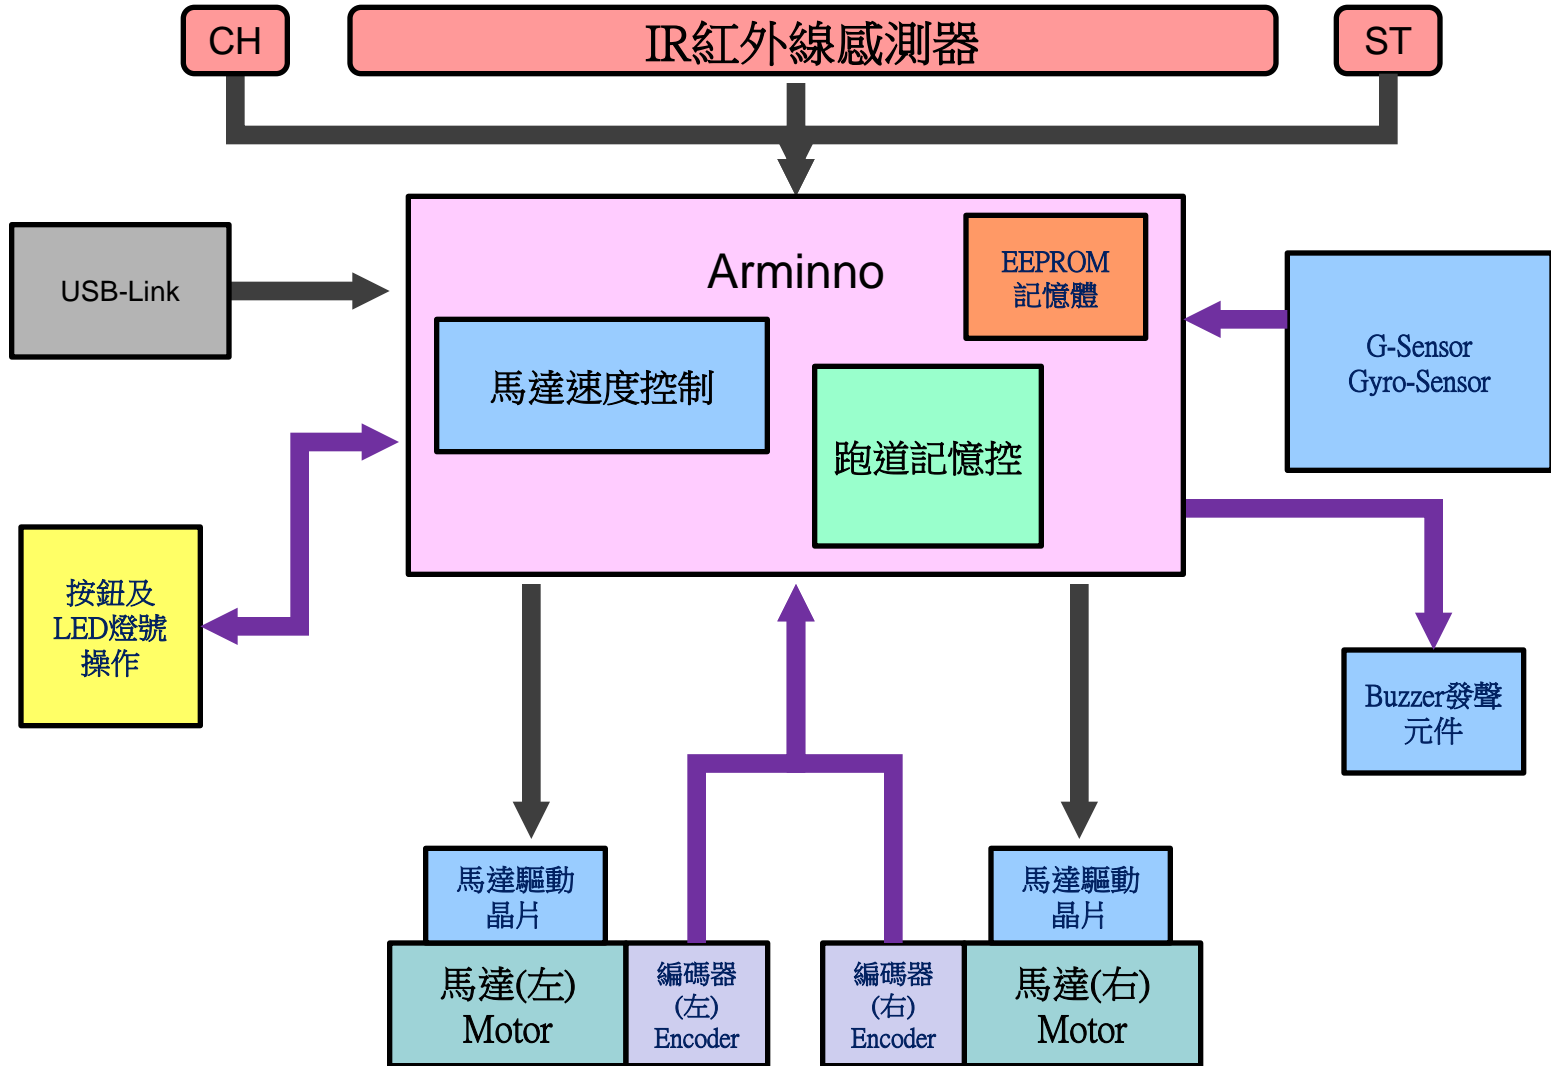 CH
IR紅外線感測器
ST
Arminno
EEPROM
記憶體
USB-Link
馬達速度控制
G-Sensor
Gyro-Sensor
跑道記憶控
按鈕及
LED燈號
操作
Buzzer發聲
元件
馬達驅動
晶片
馬達驅動
晶片
馬達(左)
Motor
編碼器
(左)
Encoder
編碼器
(右)
Encoder
馬達(右)
Motor